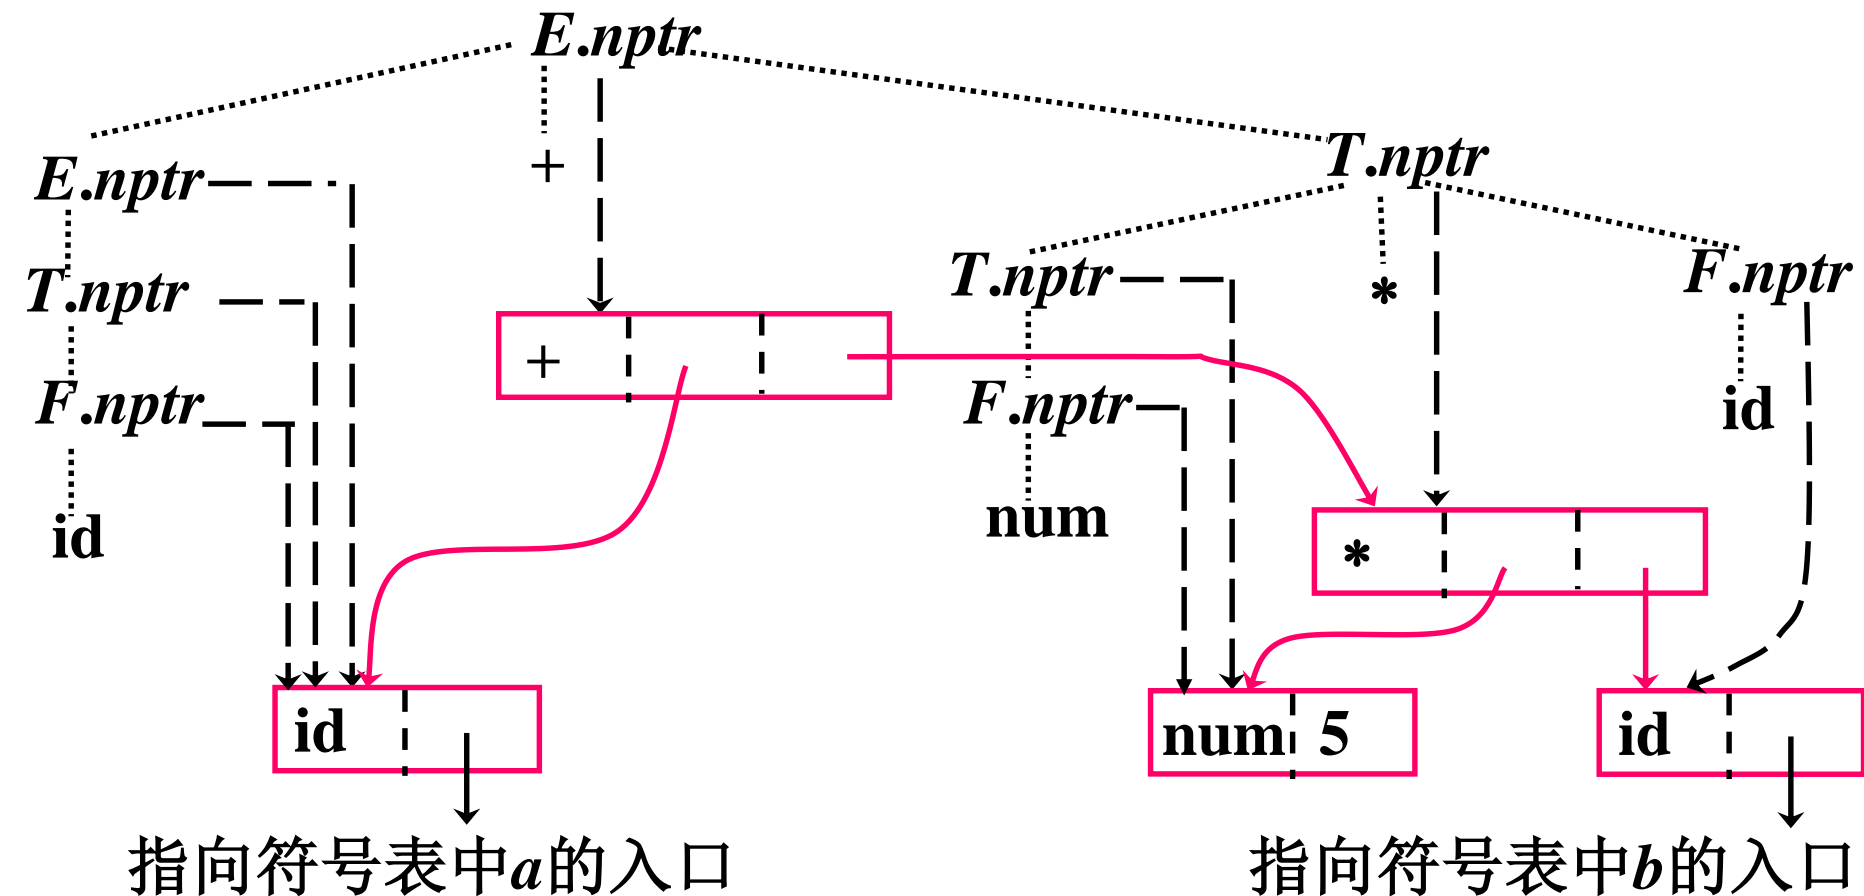 E.nptr
+
T.nptr
E.nptr
T.nptr
*
F.nptr
T.nptr
+
F.nptr
F.nptr
id
id
num
*
id
num 5
id
指向符号表中a的入口
指向符号表中b的入口